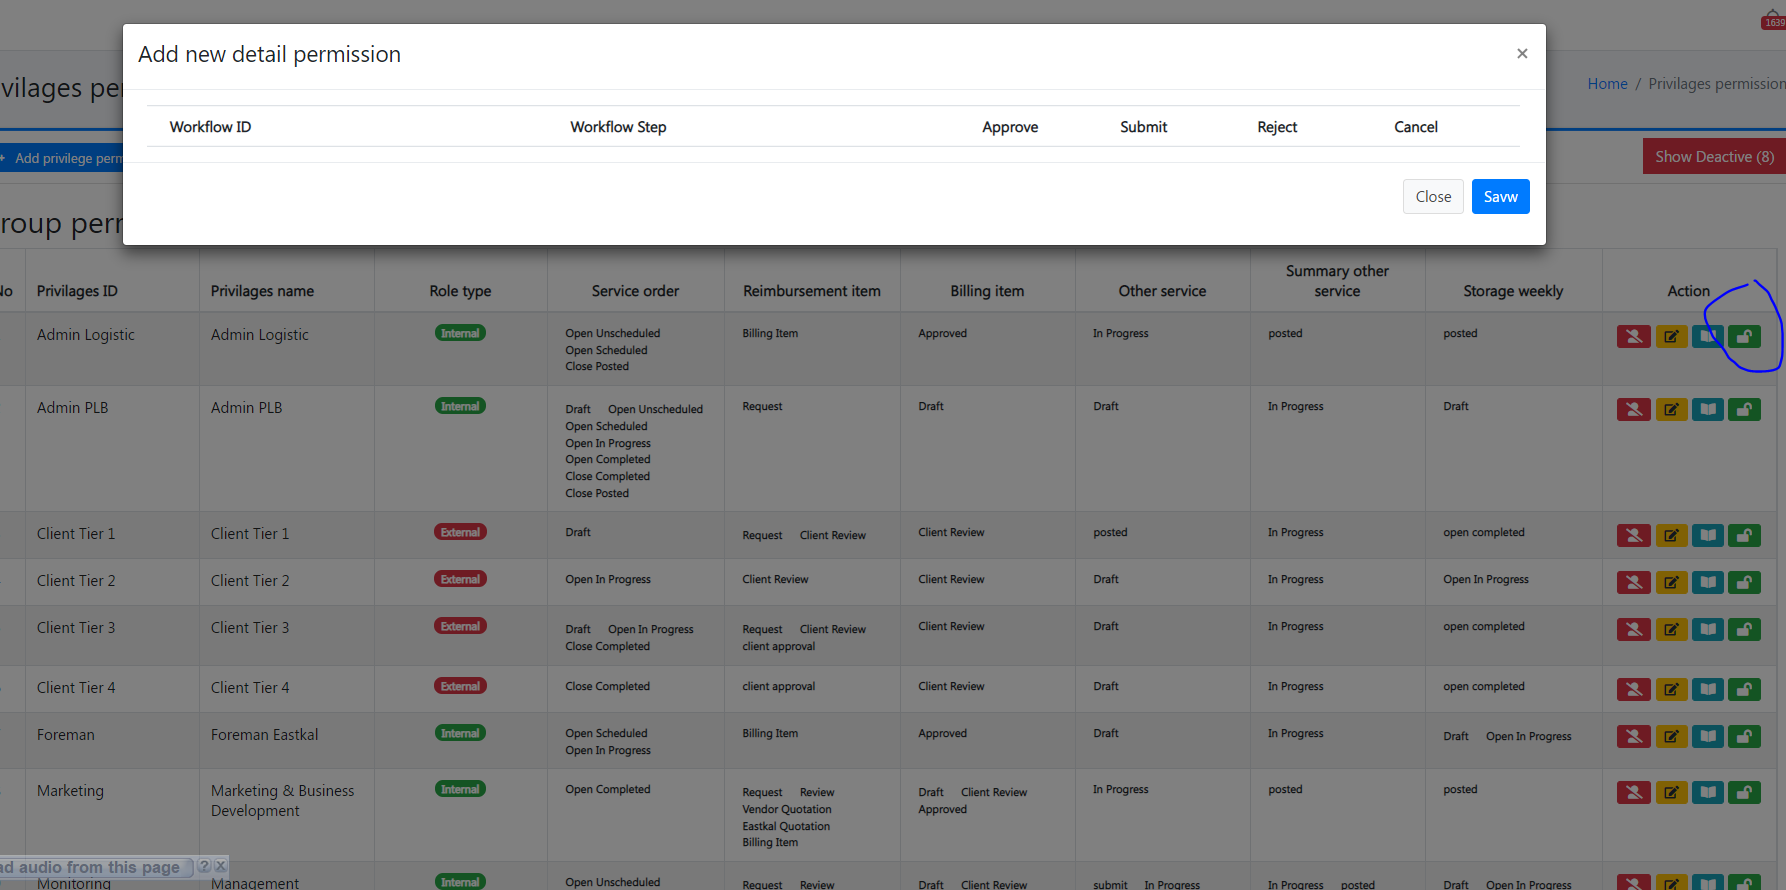 1639
Add new detail permission ×
vilages pe
Home / Privilages permission
Workflow ID Workflow Step Approve Submit Reject Cancel
+ Add privilege perm
Show Deactive (8)
Close Savw
roup perr
No Privilages ID Privilages name Role type Service order Reimbursement item Billing item Other service Summary other service Storage weekly Action
Admin Logistic Admin Logistic Internal Open Unscheduled Billing Item Approved In Progress posted posted
Open Scheduled
Close Posted
Admin PLB Admin PLB Internal Draft Open Unscheduled Request Draft Draft In Progress Draft
Open Scheduled
Open In Progress
Open Completed
Close Completed
Close Posted
Client Tier 1 Client Tier 1 External Draft Request Client Review Client Review posted In Progress open completed
Client Tier 2 Client Tier 2 External Open In Progress Client Review Client Review Draft In Progress Open In Progress
Client Tier 3 Client Tier 3 External Draft Open In Progress Request Client Review Client Review Draft In Progress open completed
Close Completed client approval
Client Tier 4 Client Tier 4 External Close Completed client approval Client Review Draft In Progress open completed
Foreman Foreman Eastkal Internal Open Scheduled Billing Item Approved Draft In Progress Draft Open In Progress
Open In Progress
Marketing Marketing & Business Internal Open Completed Request Review Draft Client Review In Progress posted posted
Development Vendor Quotation Approved
Eastkal Quotation
Billing Item
ad audio from this page ? x
Monitoring Management Internal Open Unscheduled Request Review Draft Client Review submit In Progress In Progress posted Draft Open In Progress